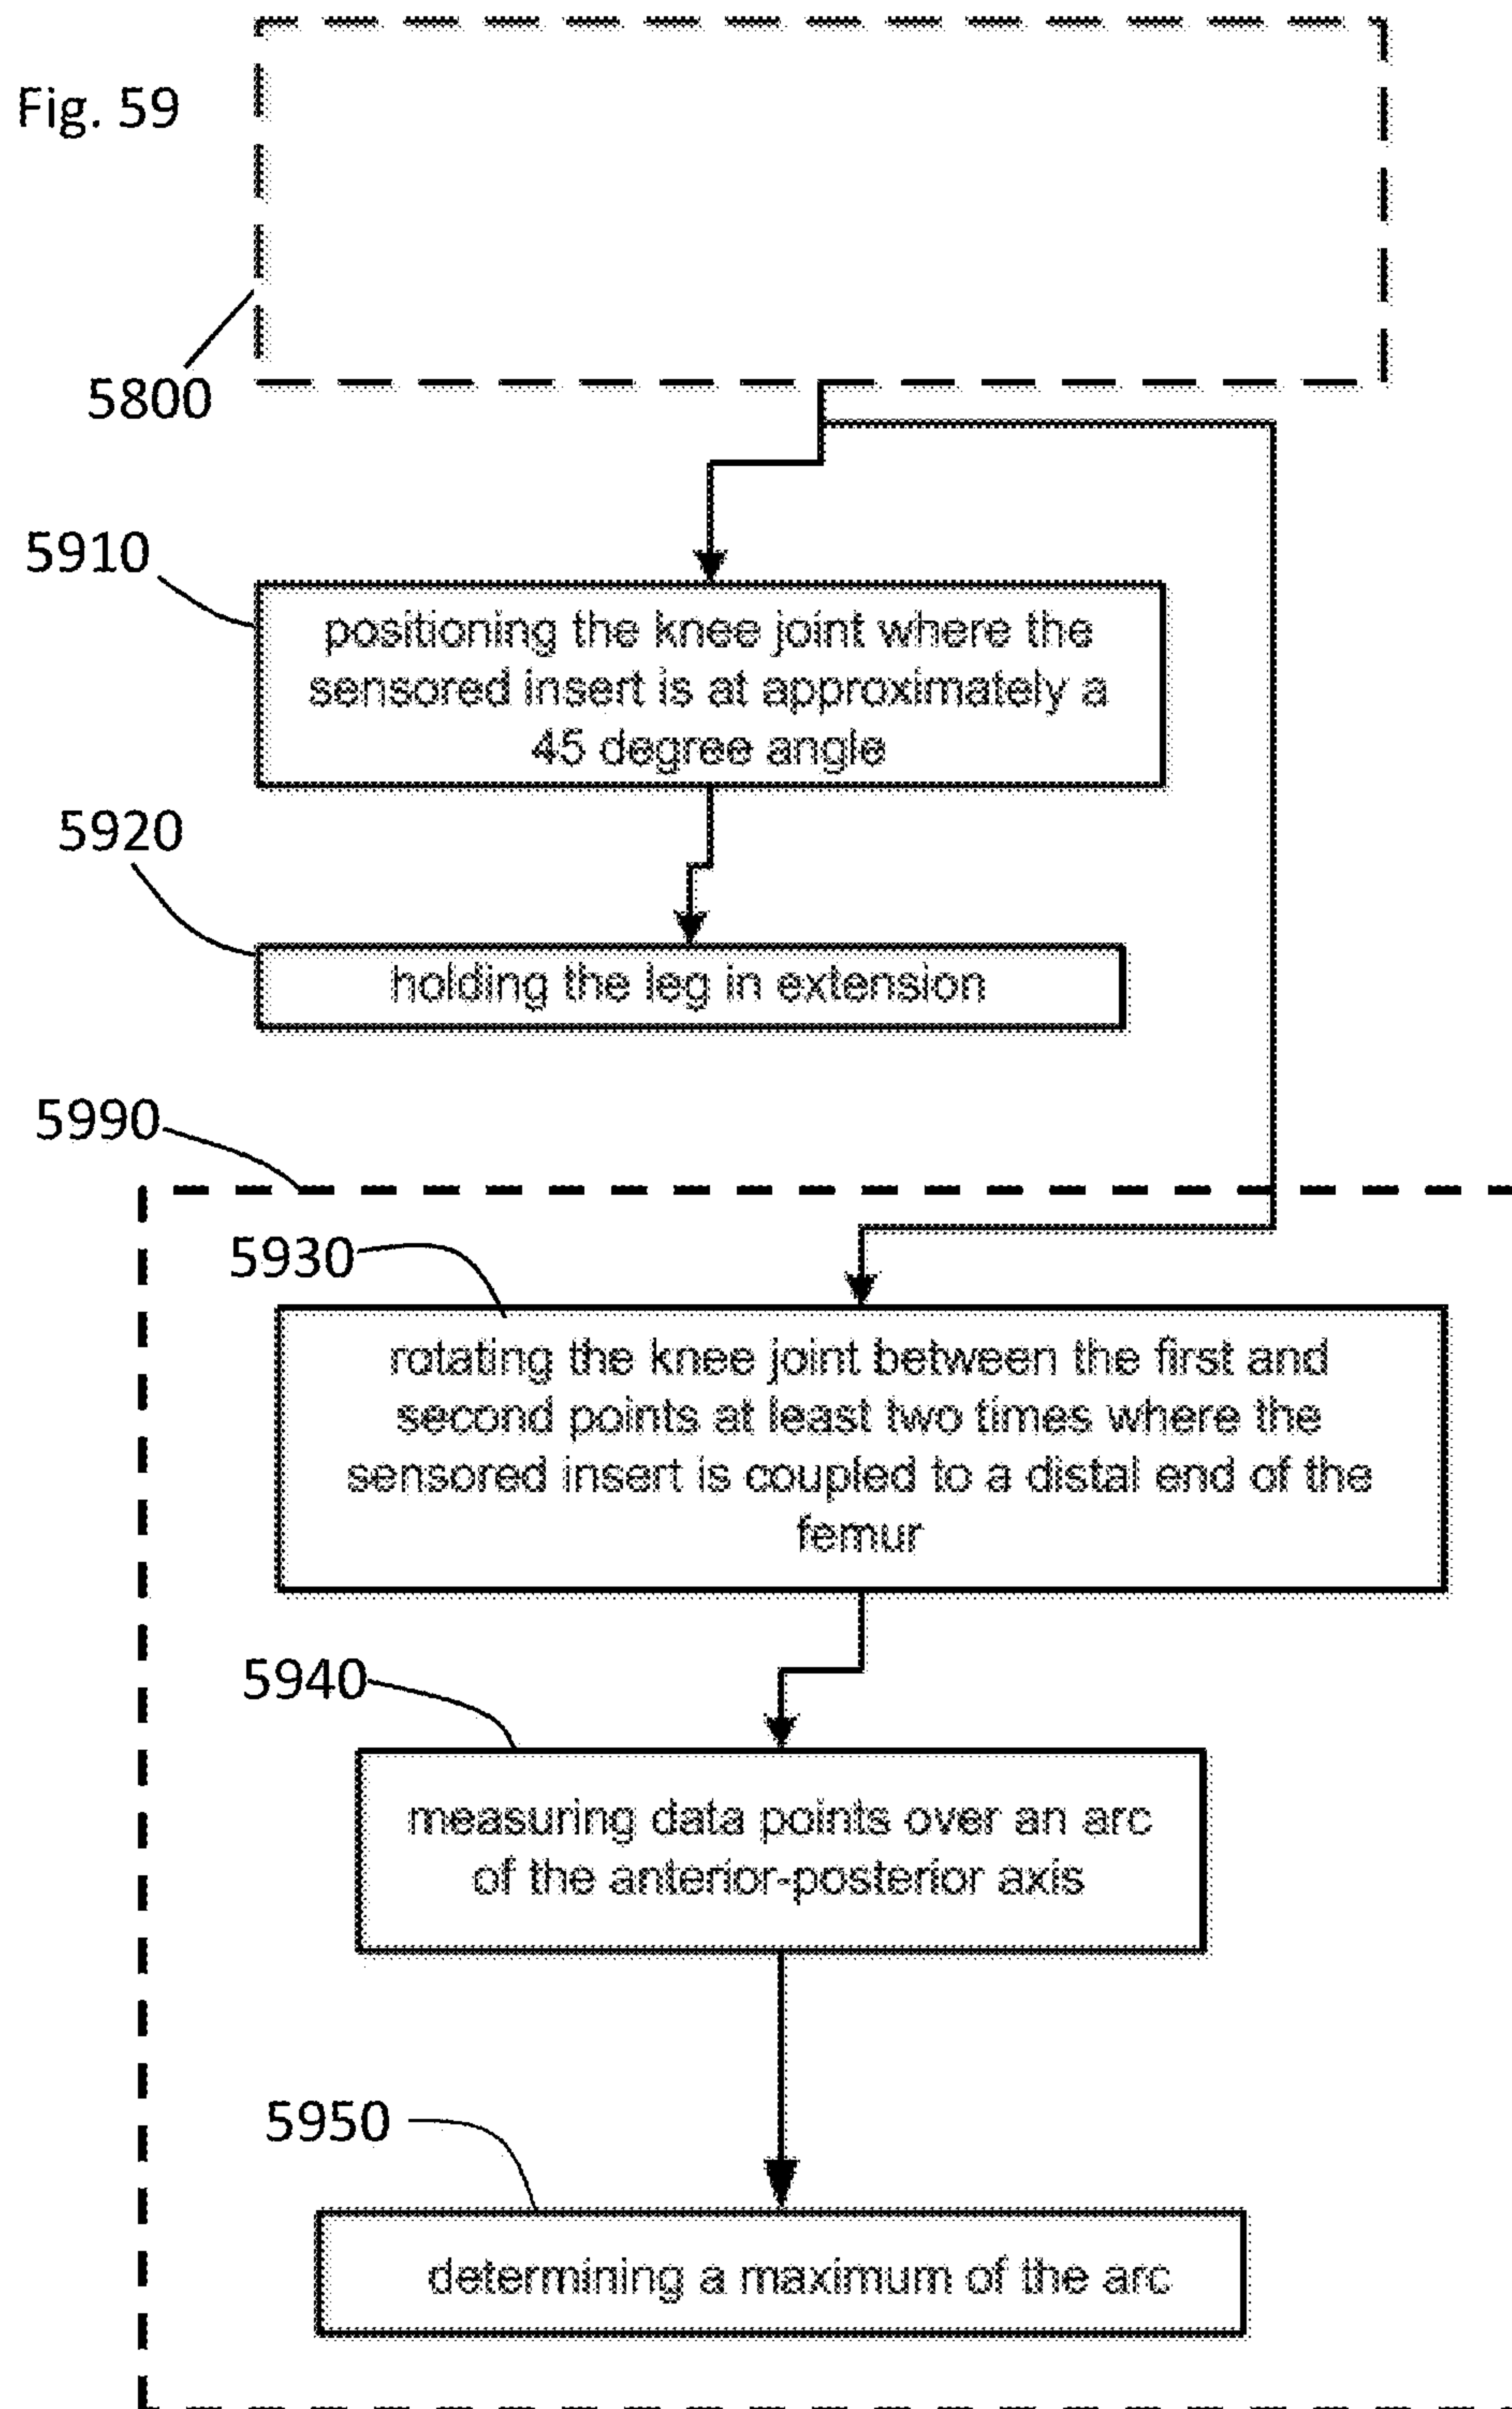 Fig. 59
5800
5910
positioning the knee joint where the
sensored insert is at approximately a
45 degree angle
5920
holding the leg in extension
5990
5930
rotating the knee joint between the first and
second points at least two times where the
sensored insert is coupled to a distal end of the
femur
5940
measuring data points over an arc
of the anterior-posterior axis
5950
determining a maximum of the arc